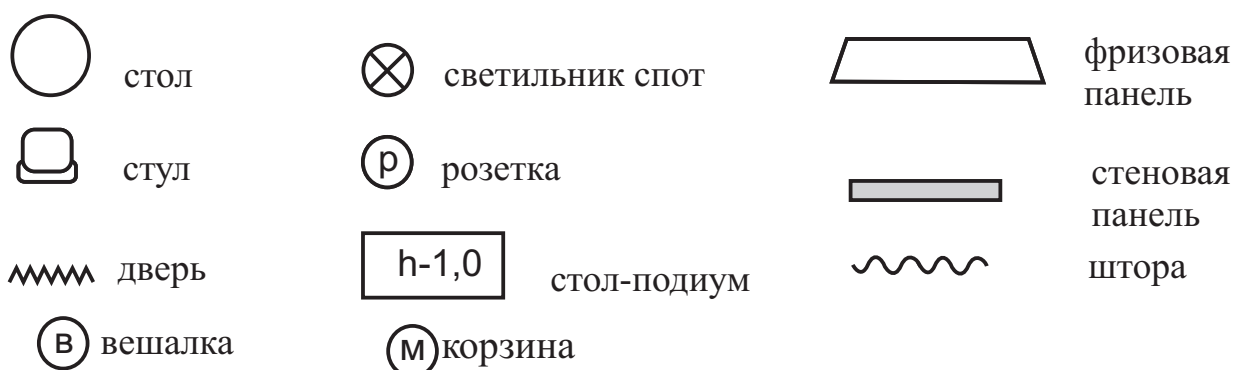 стол
светильник спот
фризовая
панель
стул
р розетка
стеновая
панель
дверь
h-1,0 стол-подиум
штора
в вешалка
м корзина